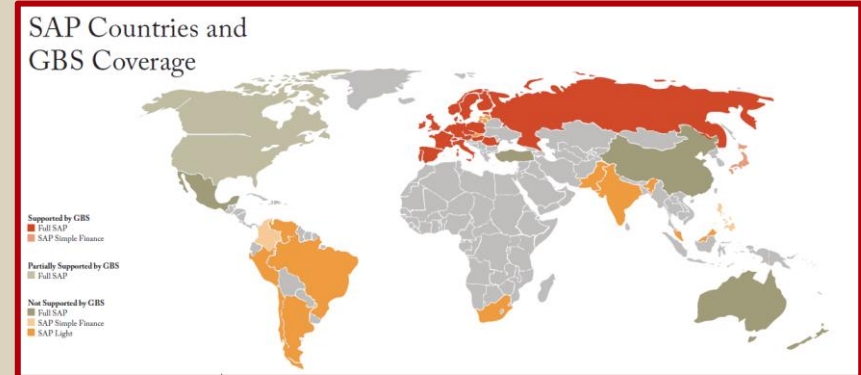 SAP Countries and
GBS Coverage
Supported by GBS
Full SAP
SAP Simple Finance
Partially Supported by GBS
Full SAP
Not Supported by GBS
Full SAP
SAP Simple Finance
SAP Light